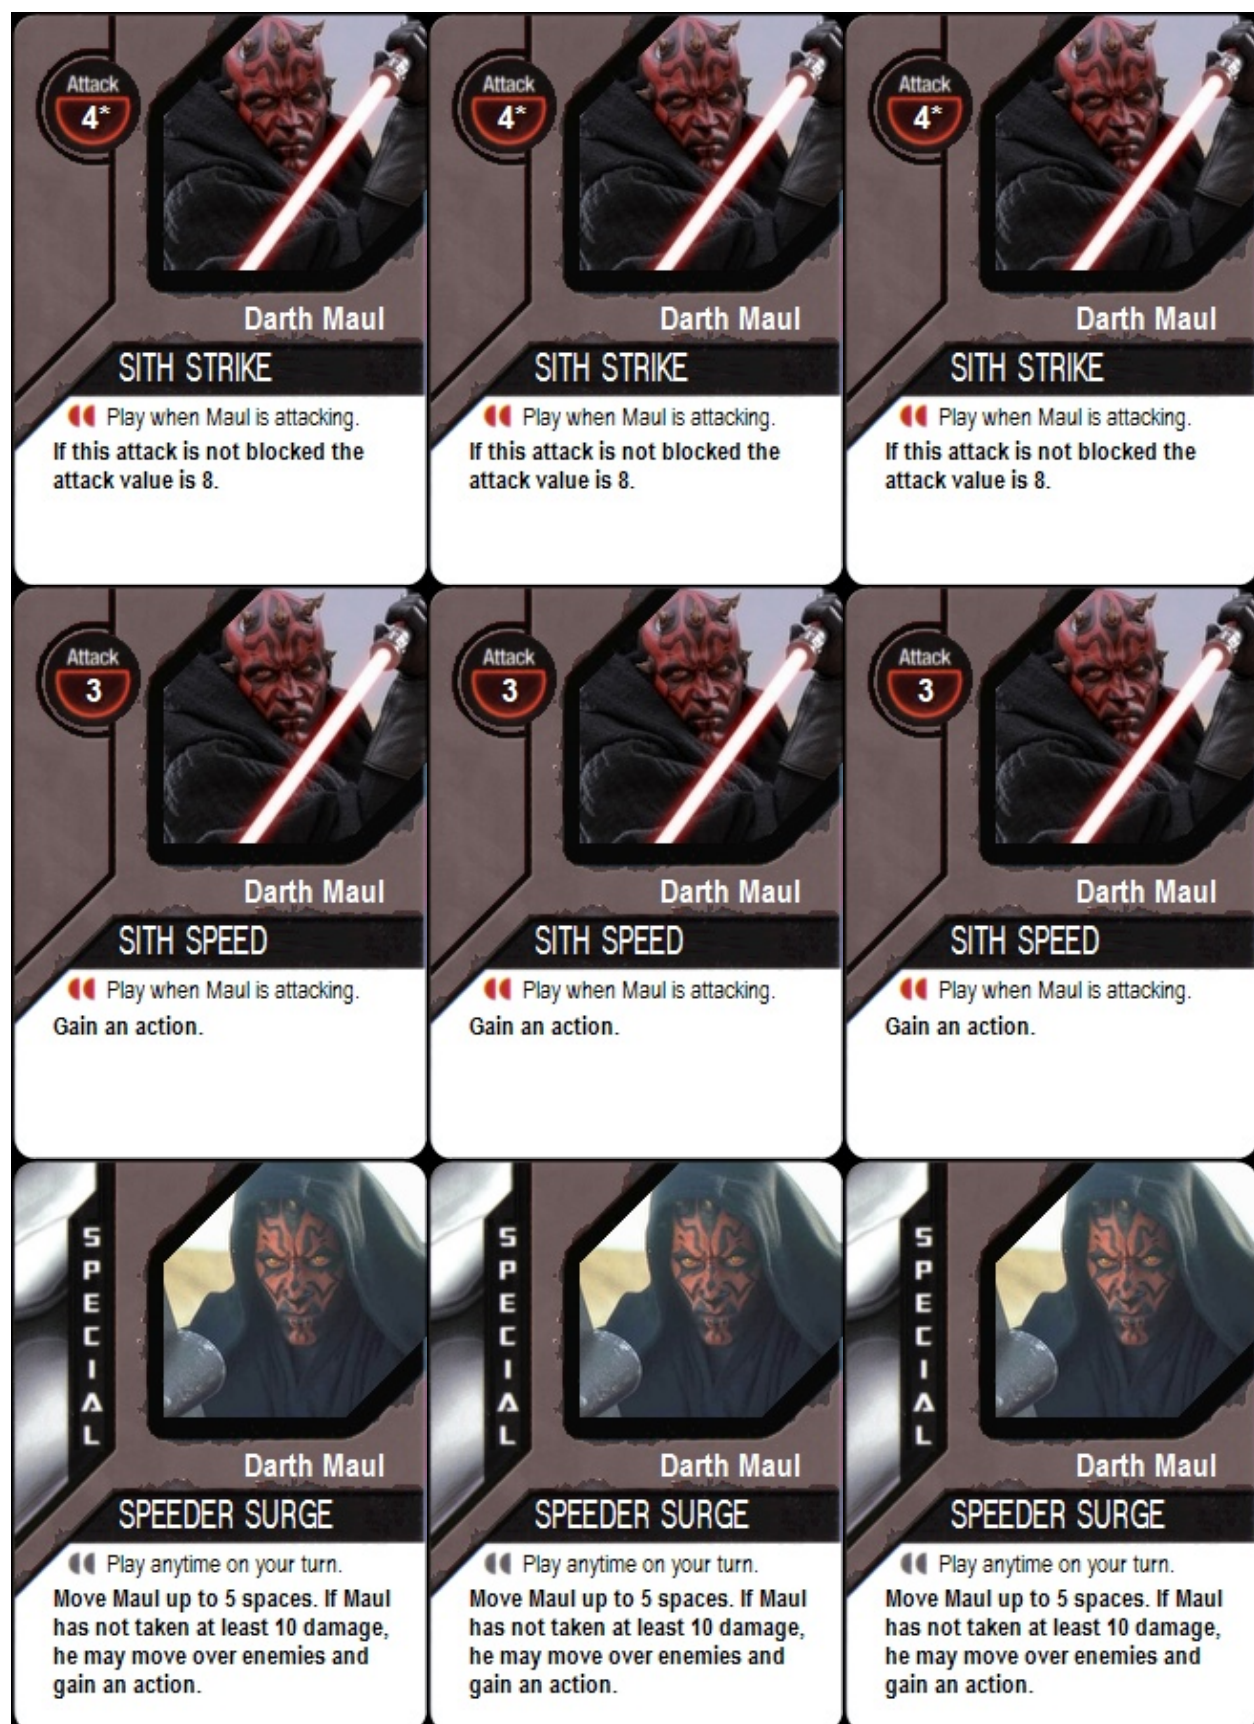 Attack
4*
Darth Maul
SITH STRIKE
Play when Maul is attacking.
If this attack is not blocked the
attack value is 8.
Attack
4*
Darth Maul
SITH STRIKE
Play when Maul is attacking.
If this attack is not blocked the
attack value is 8.
Attack
4*
Darth Maul
SITH STRIKE
Play when Maul is attacking.
If this attack is not blocked the
attack value is 8.
Attack
3
Darth Maul
SITH SPEED
Play when Maul is attacking.
Gain an action.
Attack
3
Darth Maul
SITH SPEED
Play when Maul is attacking.
Gain an action.
Attack
3
Darth Maul
SITH SPEED
Play when Maul is attacking.
Gain an action.
SPECIAL
Darth Maul
SPEEDER SURGE
Play anytime on your turn.
Move Maul up to 5 spaces. If Maul
has not taken at least 10 damage,
he may move over enemies and
gain an action.
SPECIAL
Darth Maul
SPEEDER SURGE
Play anytime on your turn.
Move Maul up to 5 spaces. If Maul
has not taken at least 10 damage,
he may move over enemies and
gain an action.
SPECIAL
Darth Maul
SPEEDER SURGE
Play anytime on your turn.
Move Maul up to 5 spaces. If Maul
has not taken at least 10 damage,
he may move over enemies and
gain an action.